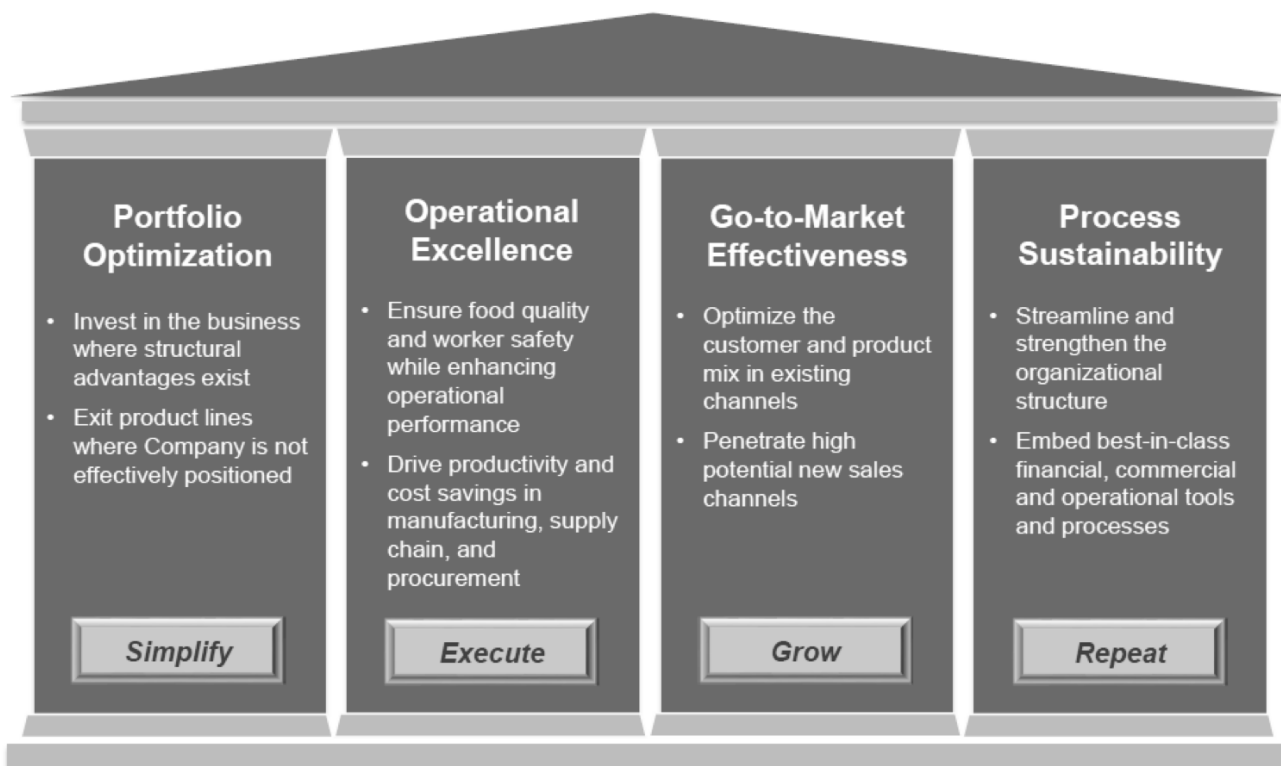 Portfolio
Optimization
• Invest in the business
where structural
advantages exist
• Exit product lines
where Company is not
effectively positioned
Simplify
Operational
Excellence
• Ensure food quality
and worker safety
while enhancing
operational
performance
• Drive productivity and
cost savings in
manufacturing, supply
chain, and
procurement
Execute
Go-to-Market
Effectiveness
• Optimize the
customer and product
mix in existing
channels
• Penetrate high
potential new sales
channels
Grow
Process
Sustainability
• Streamline and
strengthen the
organizational
structure
• Embed best-in-class
financial, commercial
and operational tools
and processes
Repeat